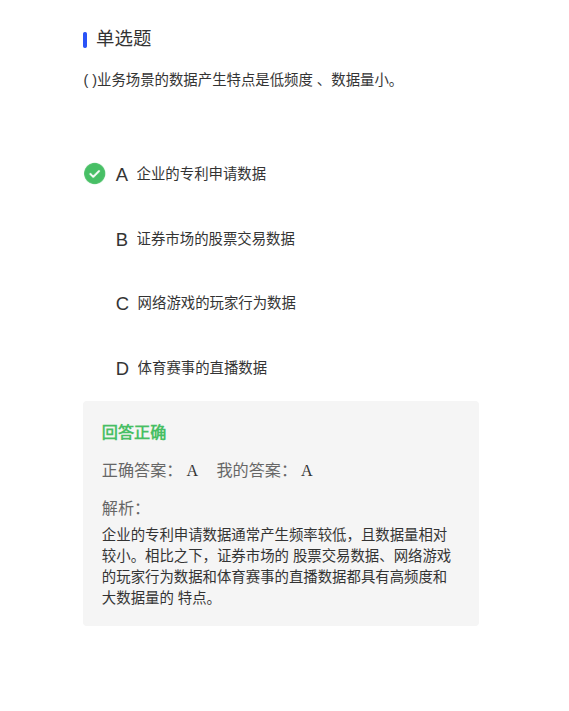 单选题
( )业务场景的数据产生特点是低频度 、数据量小。
A 企业的专利申请数据
B 证券市场的股票交易数据
C 网络游戏的玩家行为数据
D 体育赛事的直播数据
回答正确
正确答案： A 我的答案： A
解析：
企业的专利申请数据通常产生频率较低，且数据量相对
较小。相比之下，证券市场的 股票交易数据、网络游戏
的玩家行为数据和体育赛事的直播数据都具有高频度和
大数据量的 特点。